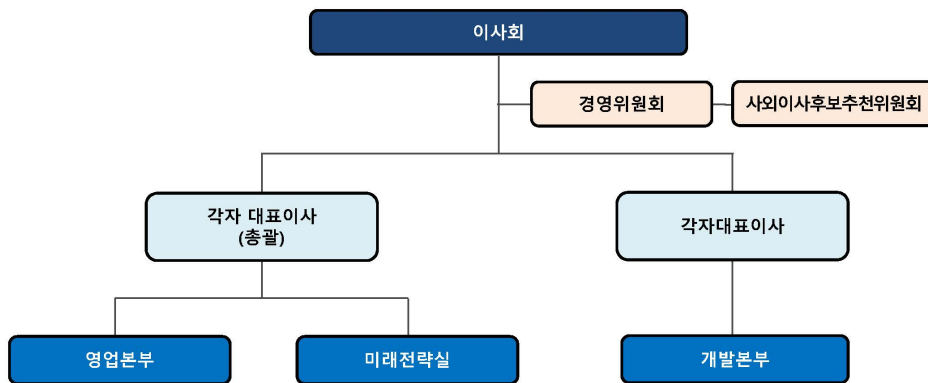 이사회
경영위원회
사외이사후보추천위원회
각자 대표이사
(총괄)
각자대표이사
영업본부
미래전략실
개발본부